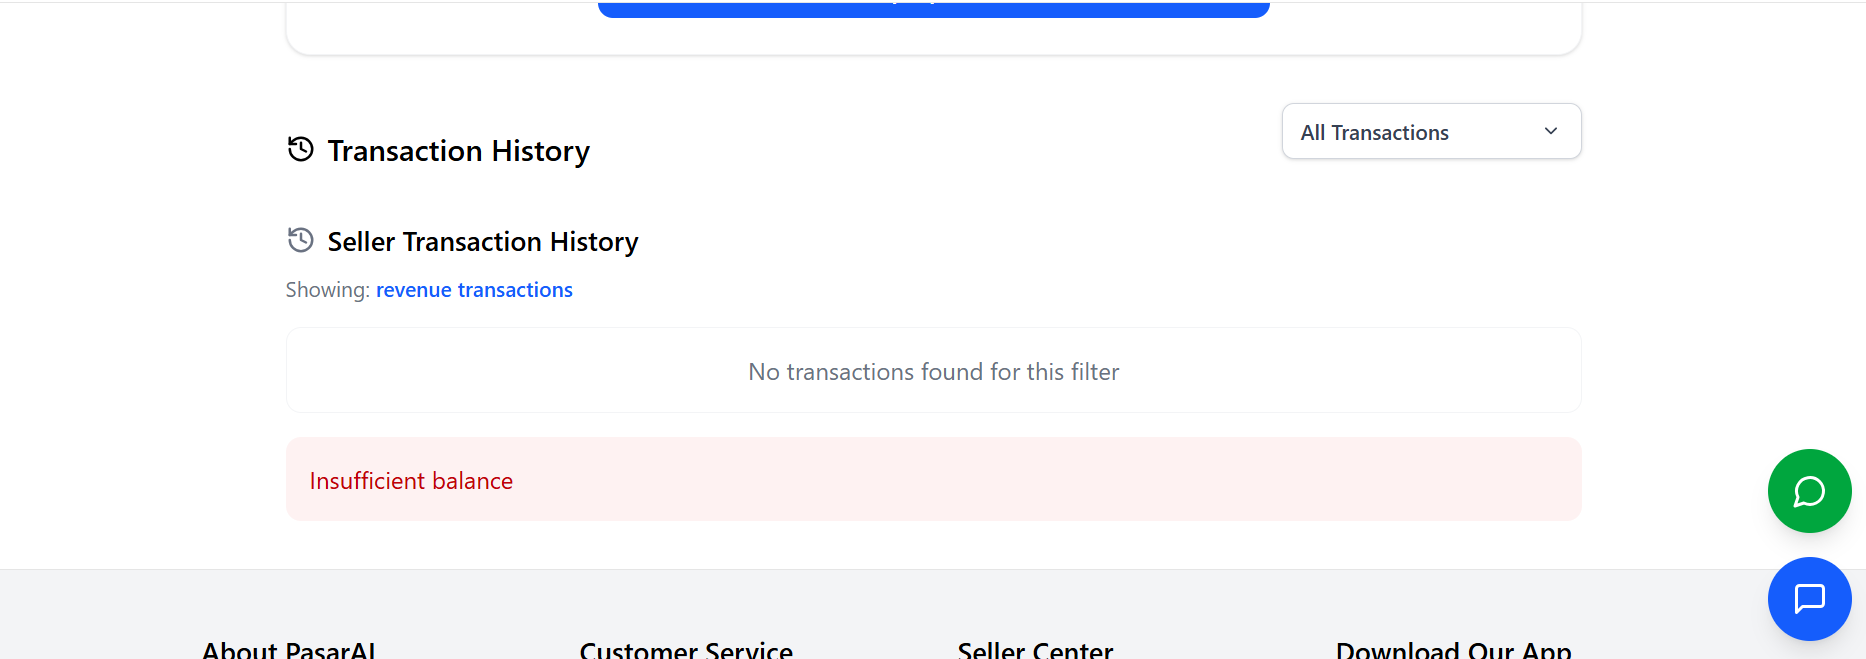 Transaction History
All Transactions
Seller Transaction History
Showing: revenue transactions
No transactions found for this filter
Insufficient balance
About PasarAI
Customer Service
Seller Center
Download Our App